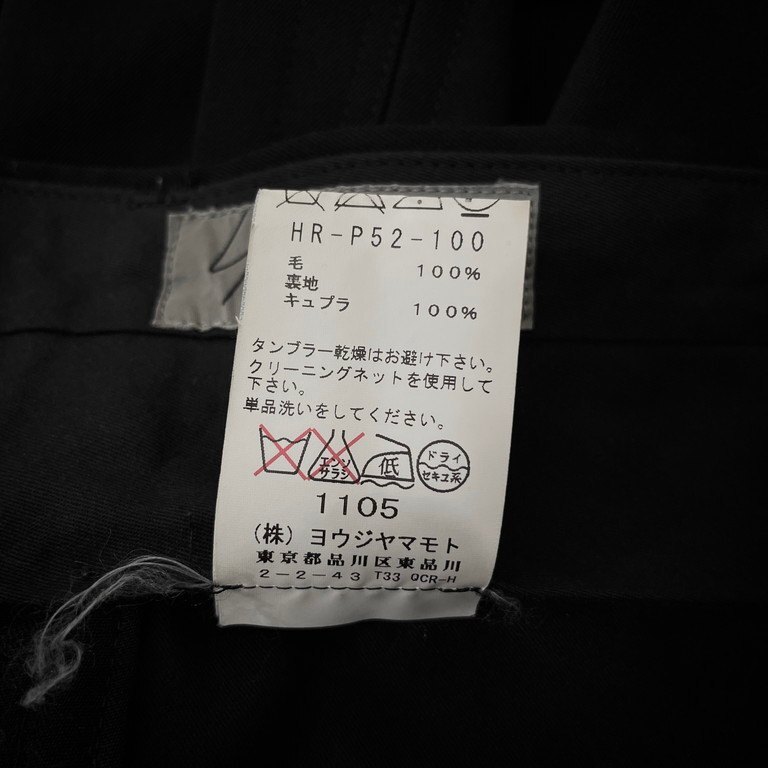 HR-P52-100
毛 100%
裏地
キュプラ 100%
タンブラー乾燥はお避け下さい。
クリーニングネットを使用して
下さい。
単品洗いをしてください。
エンソ
サラシ
低
ドライ
セキユ系
1105
(株)ヨウジヤマモト
東京都品川区東品川
2-2-43 T33 QCR-H